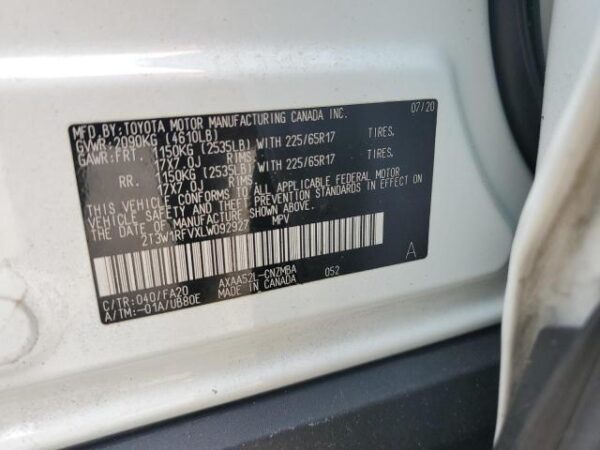 MFD.BY:TOYOTA MOTOR MANUFACTURING CANADA INC. 07/20
GVWR:2090KG (4610LB)
GAWR:FRT. 1150KG (2535LB) WITH 225/65R17 TIRES.
17X7.0J RIMS
RR. 1150KG (2535LB) WITH 225/65R17 TIRES.
17X7.0J RIMS
THIS VEHICLE CONFORMS TO ALL APPLICABLE FEDERAL MOTOR
VEHICLE SAFETY AND THEFT PREVENTION STANDARDS IN EFFECT ON
THE DATE OF MANUFACTURE SHOWN ABOVE.
2T3W1RFVXLW092927 MPV
A
C/TR:040/FA20 AXAA52L-CNZMBA 052
A/TM:-01A/UB80E MADE IN CANADA